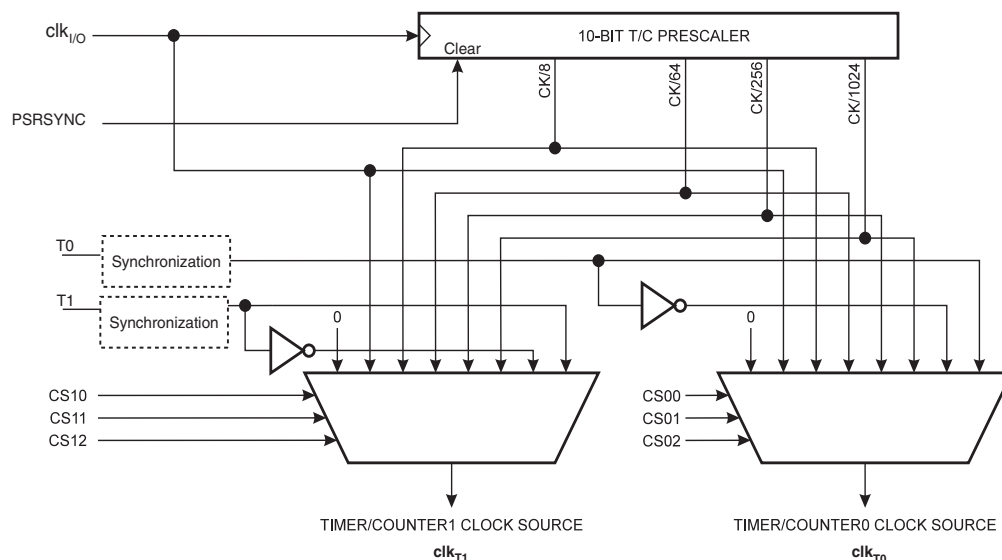 clkI/O
10-BIT T/C PRESCALER
Clear
CK/8
CK/64
CK/256
CK/1024
PSRSYNC
T0
Synchronization
T1
Synchronization
0
0
CS10
CS11
CS12
CS00
CS01
CS02
TIMER/COUNTER1 CLOCK SOURCE
clkT1
TIMER/COUNTER0 CLOCK SOURCE
clkT0